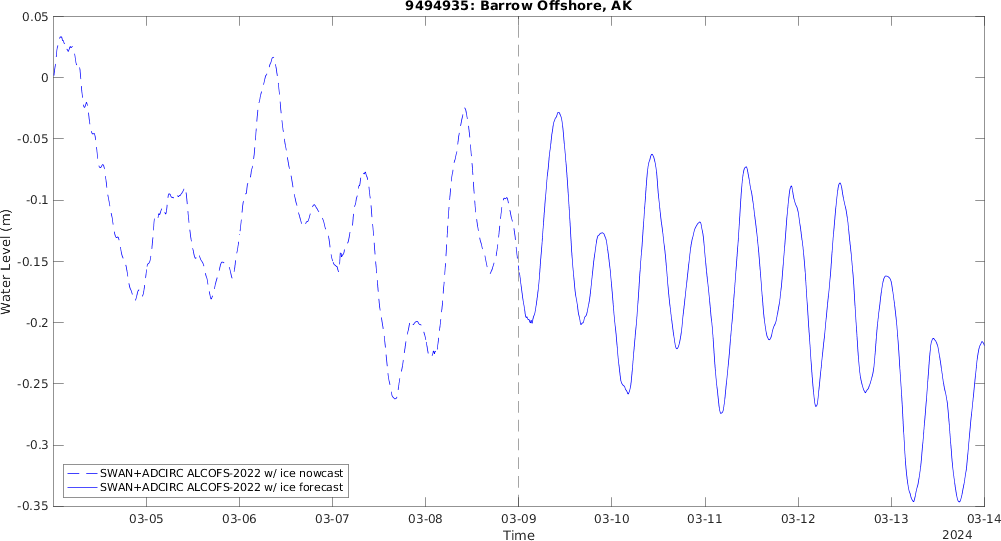 9494935: Barrow Offshore, AK
Water Level (m)
0.05
0
-0.05
-0.1
-0.15
-0.2
-0.25
-0.3
-0.35
SWAN+ADCIRC ALCOFS-2022 w/ ice nowcast
SWAN+ADCIRC ALCOFS-2022 w/ ice forecast
03-05 03-06 03-07 03-08 03-09 03-10 03-11 03-12 03-13 03-14
Time
2024